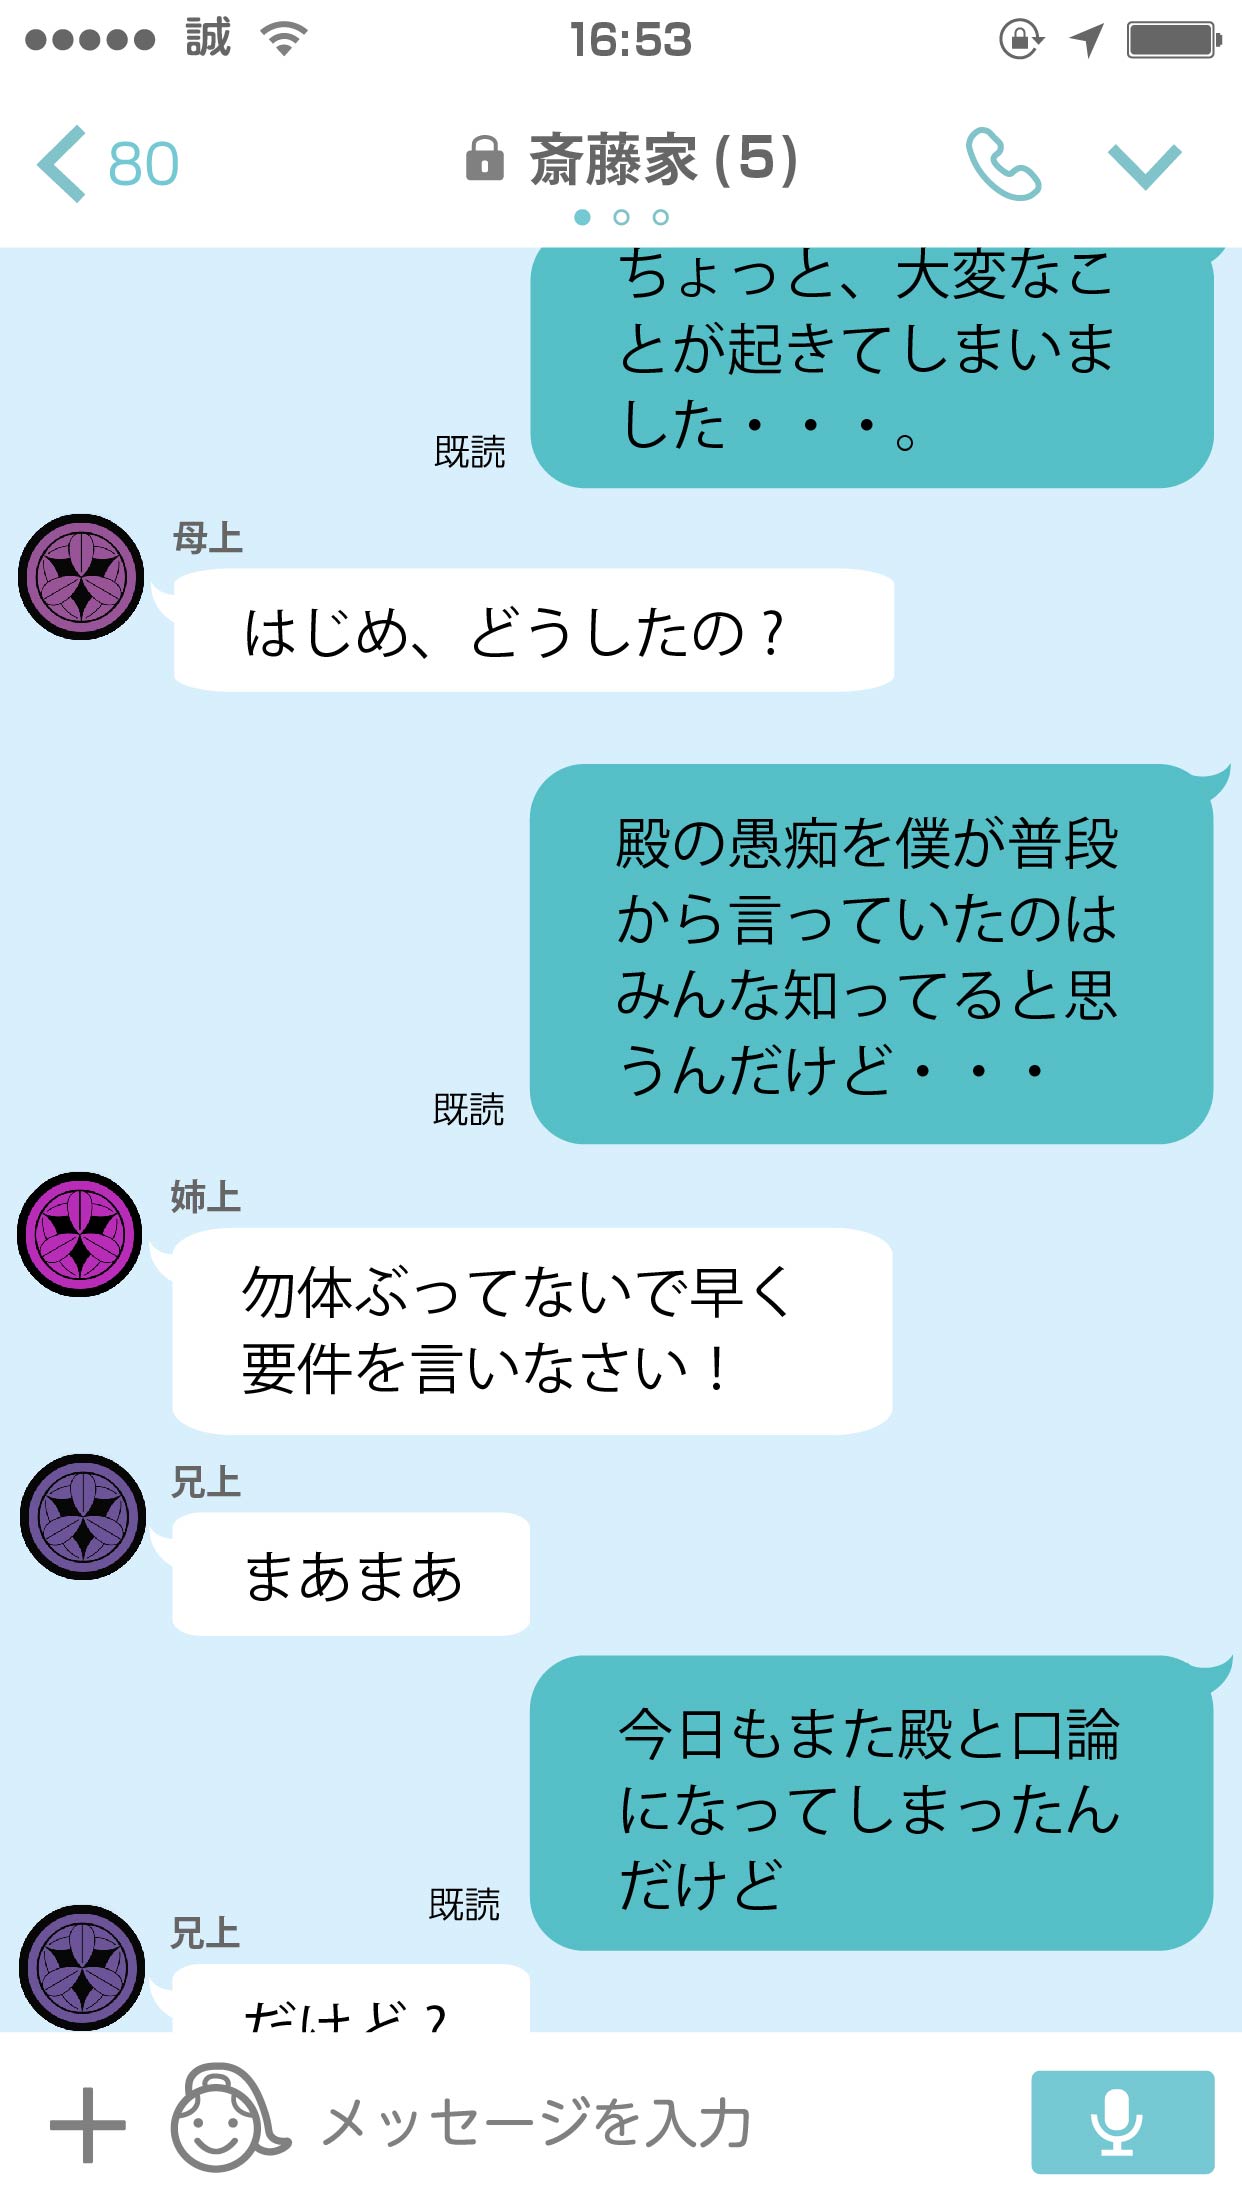 誠
16:53
80
斎藤家(5)
ちょっと、大変なこ
とが起きてしまいま
した・・・。
既読
母上
はじめ、どうしたの?
殿の愚痴を僕が普段
から言っていたのは
みんな知ってると思
うんだけど・・・
既読
姉上
勿体ぶってないで早く
要件を言いなさい!
兄上
まあまあ
今日もまた殿と口論
になってしまったん
だけど
既読
兄上
だけど?
メッセージを入力